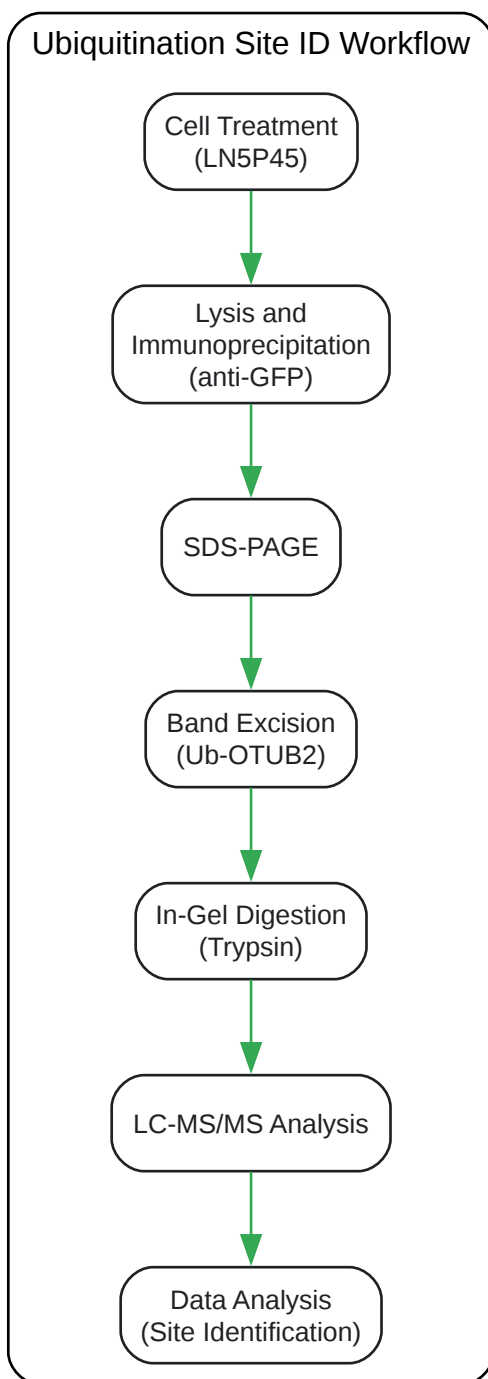 Ubiquitination Site ID Workflow
Cell Treatment
(LN5P45)
Lysis and
Immunoprecipitation
(anti-GFP)
SDS-PAGE
Band Excision
(Ub-OTUB2)
In-Gel Digestion
(Trypsin)
LC-MS/MS Analysis
Data Analysis
(Site Identification)